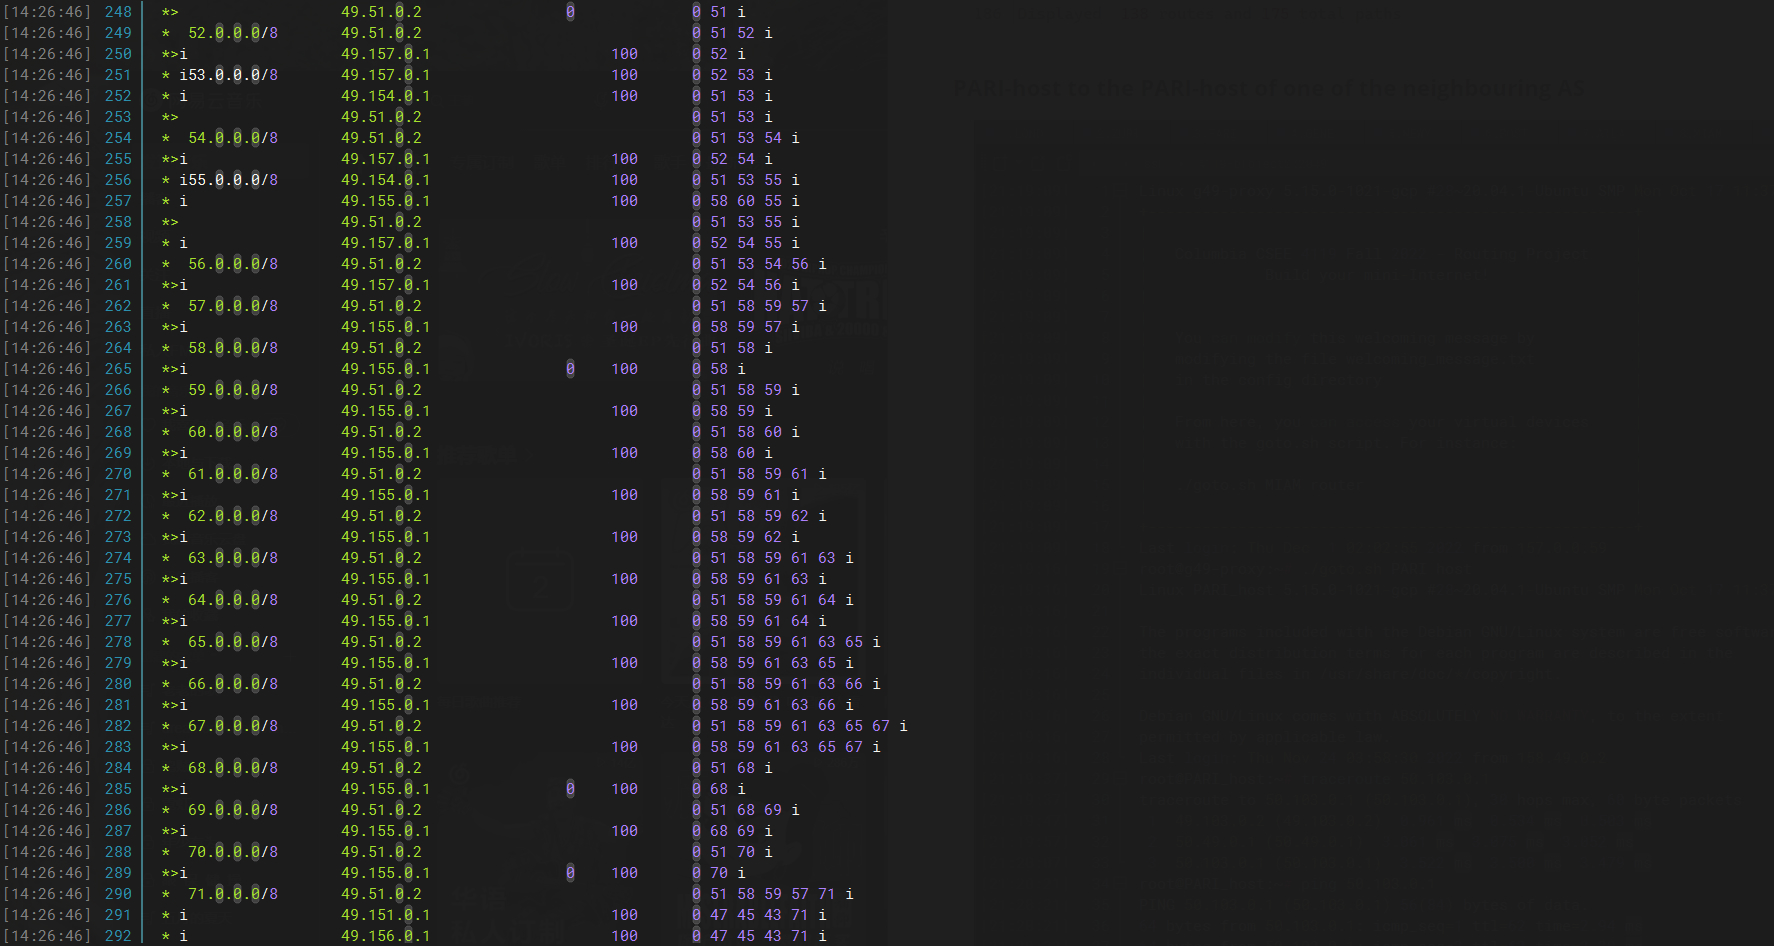 [14:26:46] 248 *> 49.51.0.2 0 0 51 i
[14:26:46] 249 * 52.0.0.0/8 49.51.0.2 0 51 52 i
[14:26:46] 250 *>i 49.157.0.1 100 0 52 i
[14:26:46] 251 * i53.0.0.0/8 49.157.0.1 100 0 52 53 i
[14:26:46] 252 * i 49.154.0.1 100 0 51 53 i
[14:26:46] 253 *> 49.51.0.2 0 51 53 i
[14:26:46] 254 * 54.0.0.0/8 49.51.0.2 0 51 53 54 i
[14:26:46] 255 *>i 49.157.0.1 100 0 52 54 i
[14:26:46] 256 * i55.0.0.0/8 49.154.0.1 100 0 51 53 55 i
[14:26:46] 257 * i 49.155.0.1 100 0 58 60 55 i
[14:26:46] 258 *> 49.51.0.2 0 51 53 55 i
[14:26:46] 259 * i 49.157.0.1 100 0 52 54 55 i
[14:26:46] 260 * 56.0.0.0/8 49.51.0.2 0 51 53 54 56 i
[14:26:46] 261 *>i 49.157.0.1 100 0 52 54 56 i
[14:26:46] 262 * 57.0.0.0/8 49.51.0.2 0 51 58 59 57 i
[14:26:46] 263 *>i 49.155.0.1 100 0 58 59 57 i
[14:26:46] 264 * 58.0.0.0/8 49.51.0.2 0 51 58 i
[14:26:46] 265 *>i 49.155.0.1 0 100 0 58 i
[14:26:46] 266 * 59.0.0.0/8 49.51.0.2 0 51 58 59 i
[14:26:46] 267 *>i 49.155.0.1 100 0 58 59 i
[14:26:46] 268 * 60.0.0.0/8 49.51.0.2 0 51 58 60 i
[14:26:46] 269 *>i 49.155.0.1 100 0 58 60 i
[14:26:46] 270 * 61.0.0.0/8 49.51.0.2 0 51 58 59 61 i
[14:26:46] 271 *>i 49.155.0.1 100 0 58 59 61 i
[14:26:46] 272 * 62.0.0.0/8 49.51.0.2 0 51 58 59 62 i
[14:26:46] 273 *>i 49.155.0.1 100 0 58 59 62 i
[14:26:46] 274 * 63.0.0.0/8 49.51.0.2 0 51 58 59 61 63 i
[14:26:46] 275 *>i 49.155.0.1 100 0 58 59 61 63 i
[14:26:46] 276 * 64.0.0.0/8 49.51.0.2 0 51 58 59 61 64 i
[14:26:46] 277 *>i 49.155.0.1 100 0 58 59 61 64 i
[14:26:46] 278 * 65.0.0.0/8 49.51.0.2 0 51 58 59 61 63 65 i
[14:26:46] 279 *>i 49.155.0.1 100 0 58 59 61 63 65 i
[14:26:46] 280 * 66.0.0.0/8 49.51.0.2 0 51 58 59 61 63 66 i
[14:26:46] 281 *>i 49.155.0.1 100 0 58 59 61 63 66 i
[14:26:46] 282 * 67.0.0.0/8 49.51.0.2 0 51 58 59 61 63 65 67 i
[14:26:46] 283 *>i 49.155.0.1 100 0 58 59 61 63 65 67 i
[14:26:46] 284 * 68.0.0.0/8 49.51.0.2 0 51 68 i
[14:26:46] 285 *>i 49.155.0.1 0 100 0 68 i
[14:26:46] 286 * 69.0.0.0/8 49.51.0.2 0 51 68 69 i
[14:26:46] 287 *>i 49.155.0.1 100 0 68 69 i
[14:26:46] 288 * 70.0.0.0/8 49.51.0.2 0 51 70 i
[14:26:46] 289 *>i 49.155.0.1 0 100 0 70 i
[14:26:46] 290 * 71.0.0.0/8 49.51.0.2 0 51 58 59 57 71 i
[14:26:46] 291 * i 49.151.0.1 100 0 47 45 43 71 i
[14:26:46] 292 * i 49.156.0.1 100 0 47 45 43 71 i
PARI-host to the PARI-host of one of the neighbouring AS